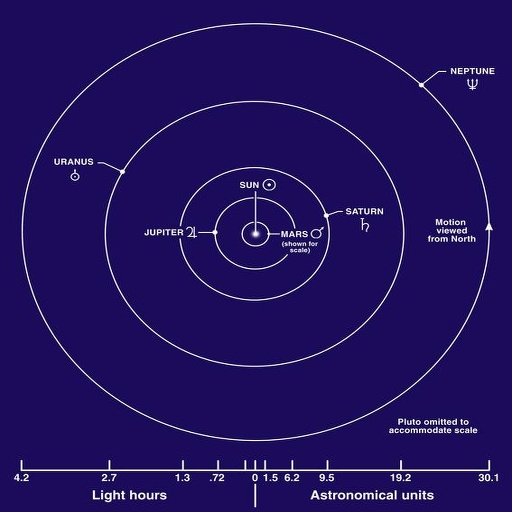 NEPTUNE
URANUS
SUN
SATURN
JUPITER
MARS
(shown for
scale)
Motion
viewed
from North
Pluto omitted to
accommodate scale
4.2 2.7 1.3 .72 0 1.5 6.2 9.5 19.2 30.1
Light hours Astronomical units